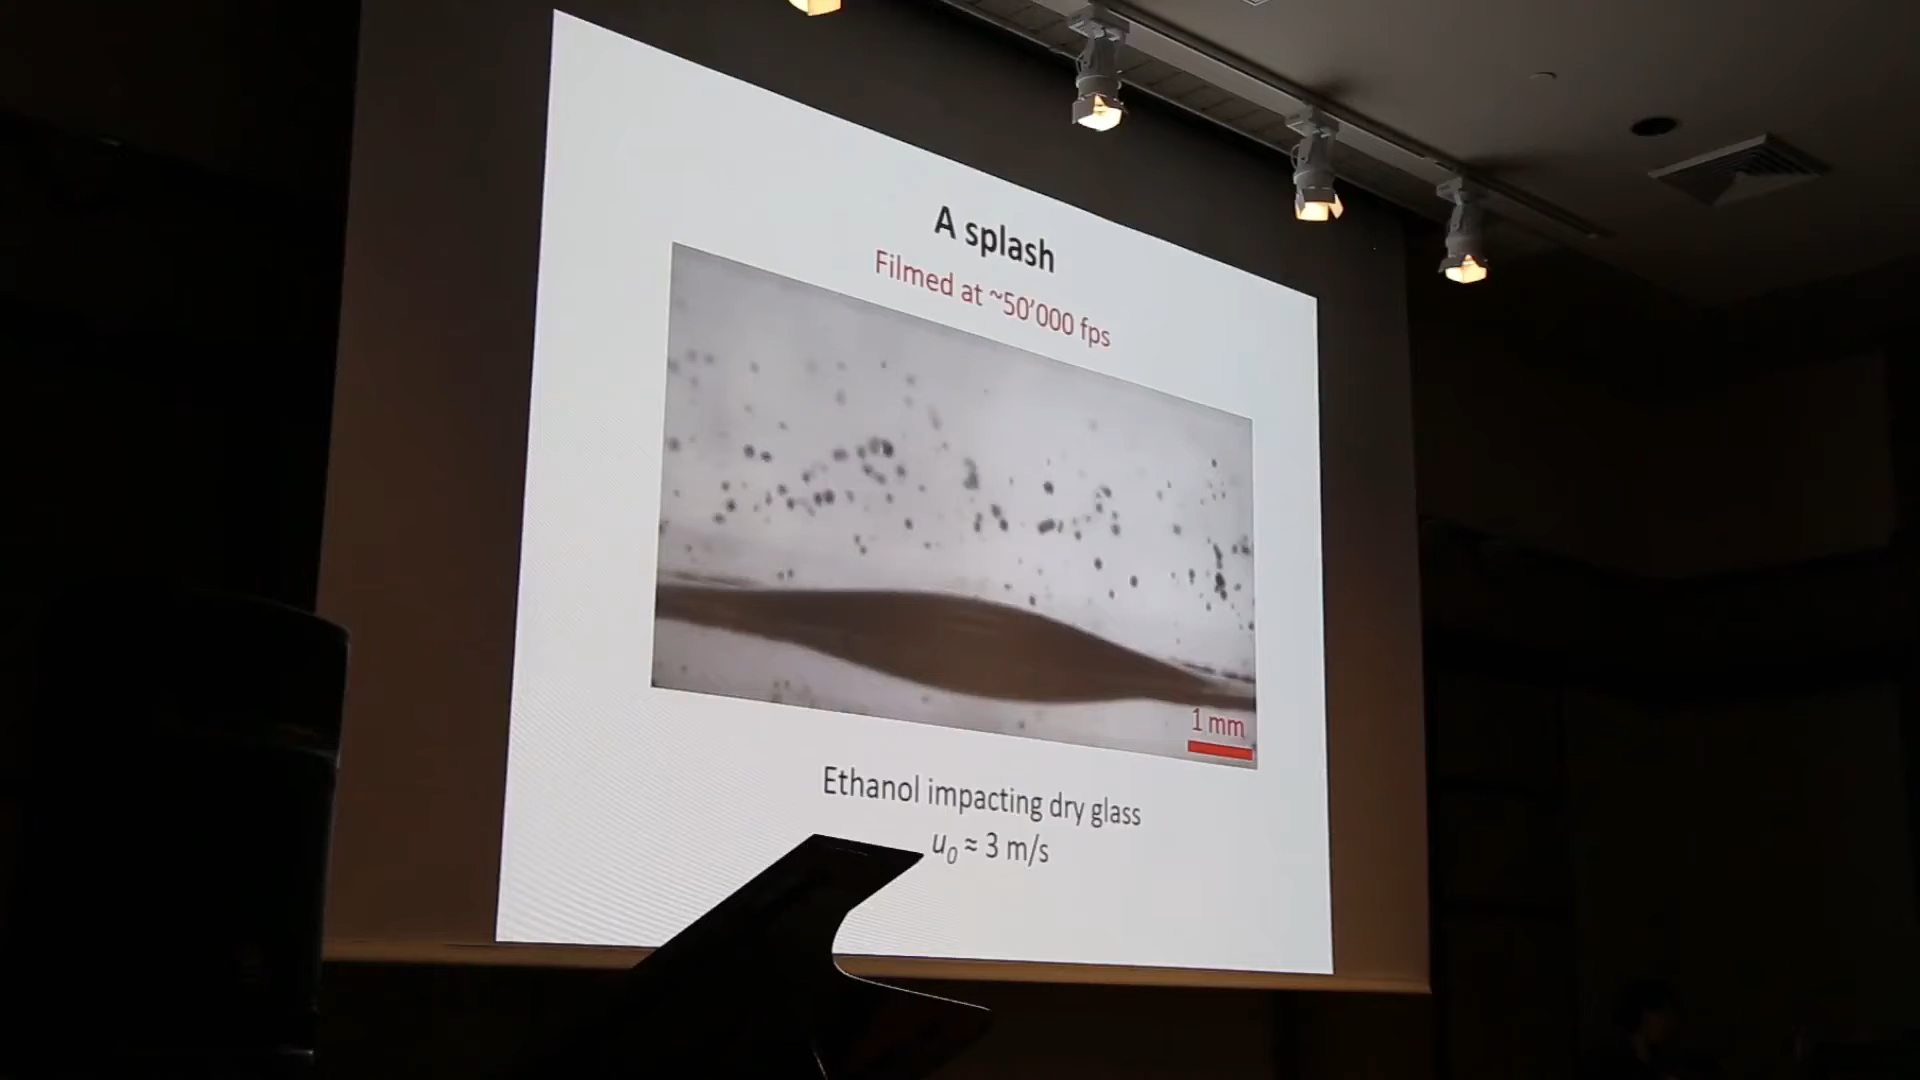 A splash
Filmed at ~50'000 fps
1 mm
Ethanol impacting dry glass
u₀ ≈ 3 m/s